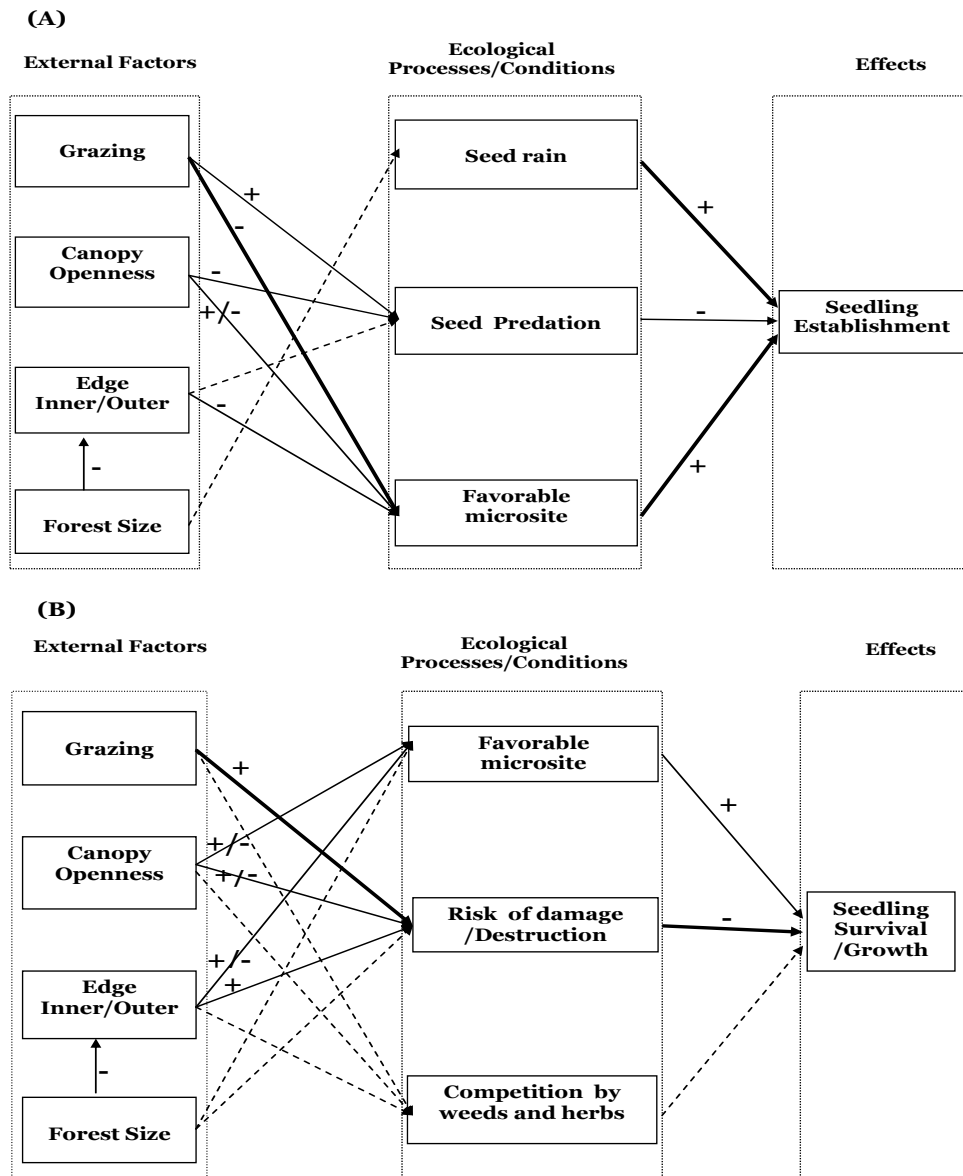 (A)
External Factors
Ecological
Processes/Conditions
Effects
Grazing
Seed rain
+
-
+
Canopy
Openness
-
+/-
Seed Predation
-
Seedling
Establishment
Edge
Inner/Outer
-
-
+
Forest Size
Favorable
microsite
(B)
External Factors
Ecological
Processes/Conditions
Effects
Grazing
Favorable
microsite
+
+
Canopy
Openness
+/-
+/-
Risk of damage
/Destruction
-
Seedling
Survival
/Growth
Edge
Inner/Outer
+/-
+
-
Forest Size
Competition by
weeds and herbs